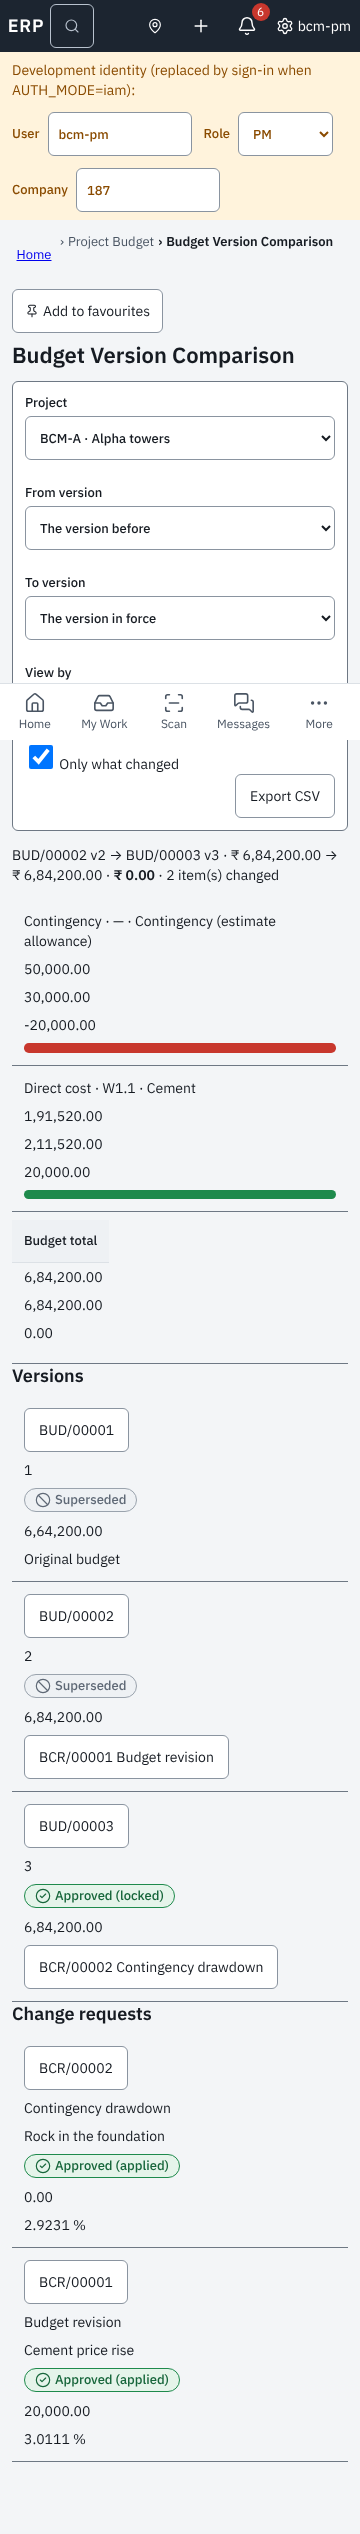 ERP
6
bcm-pm
Development identity (replaced by sign-in when
AUTH_MODE=iam):
User bcm-pm Role PM
Company 187
Home › Project Budget › Budget Version Comparison
Add to favourites
Budget Version Comparison
Project
BCM-A · Alpha towers
From version
The version before
To version
The version in force
View by
Home My Work Scan Messages More
Only what changed
Export CSV
BUD/00002 v2 → BUD/00003 v3 · ₹ 6,84,200.00 →
₹ 6,84,200.00 · ₹ 0.00 · 2 item(s) changed
Contingency · — · Contingency (estimate
allowance)
50,000.00
30,000.00
-20,000.00
Direct cost · W1.1 · Cement
1,91,520.00
2,11,520.00
20,000.00
Budget total
6,84,200.00
6,84,200.00
0.00
Versions
BUD/00001
1
Superseded
6,64,200.00
Original budget
BUD/00002
2
Superseded
6,84,200.00
BCR/00001 Budget revision
BUD/00003
3
Approved (locked)
6,84,200.00
BCR/00002 Contingency drawdown
Change requests
BCR/00002
Contingency drawdown
Rock in the foundation
Approved (applied)
0.00
2.9231 %
BCR/00001
Budget revision
Cement price rise
Approved (applied)
20,000.00
3.0111 %